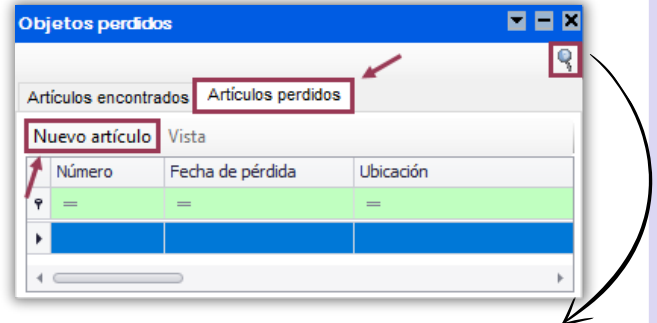 Objetos perdidos
Artículos encontrados Artículos perdidos
Nuevo artículo Vista
Número Fecha de pérdida Ubicación
= = =